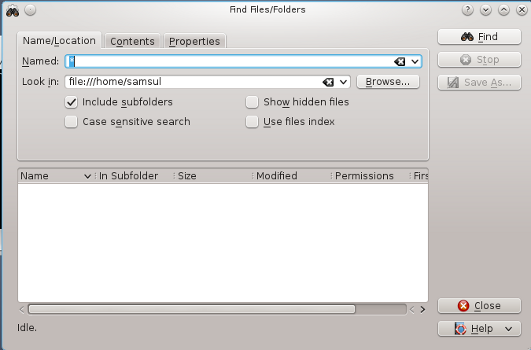 Find Files/Folders
Name/Location Contents Properties
Named: *
Look in: file:///home/samsul Browse...
Include subfolders Show hidden files
Case sensitive search Use files index
Find
Stop
Save As...
Name In Subfolder Size Modified Permissions Firs
Close
Idle.
Help